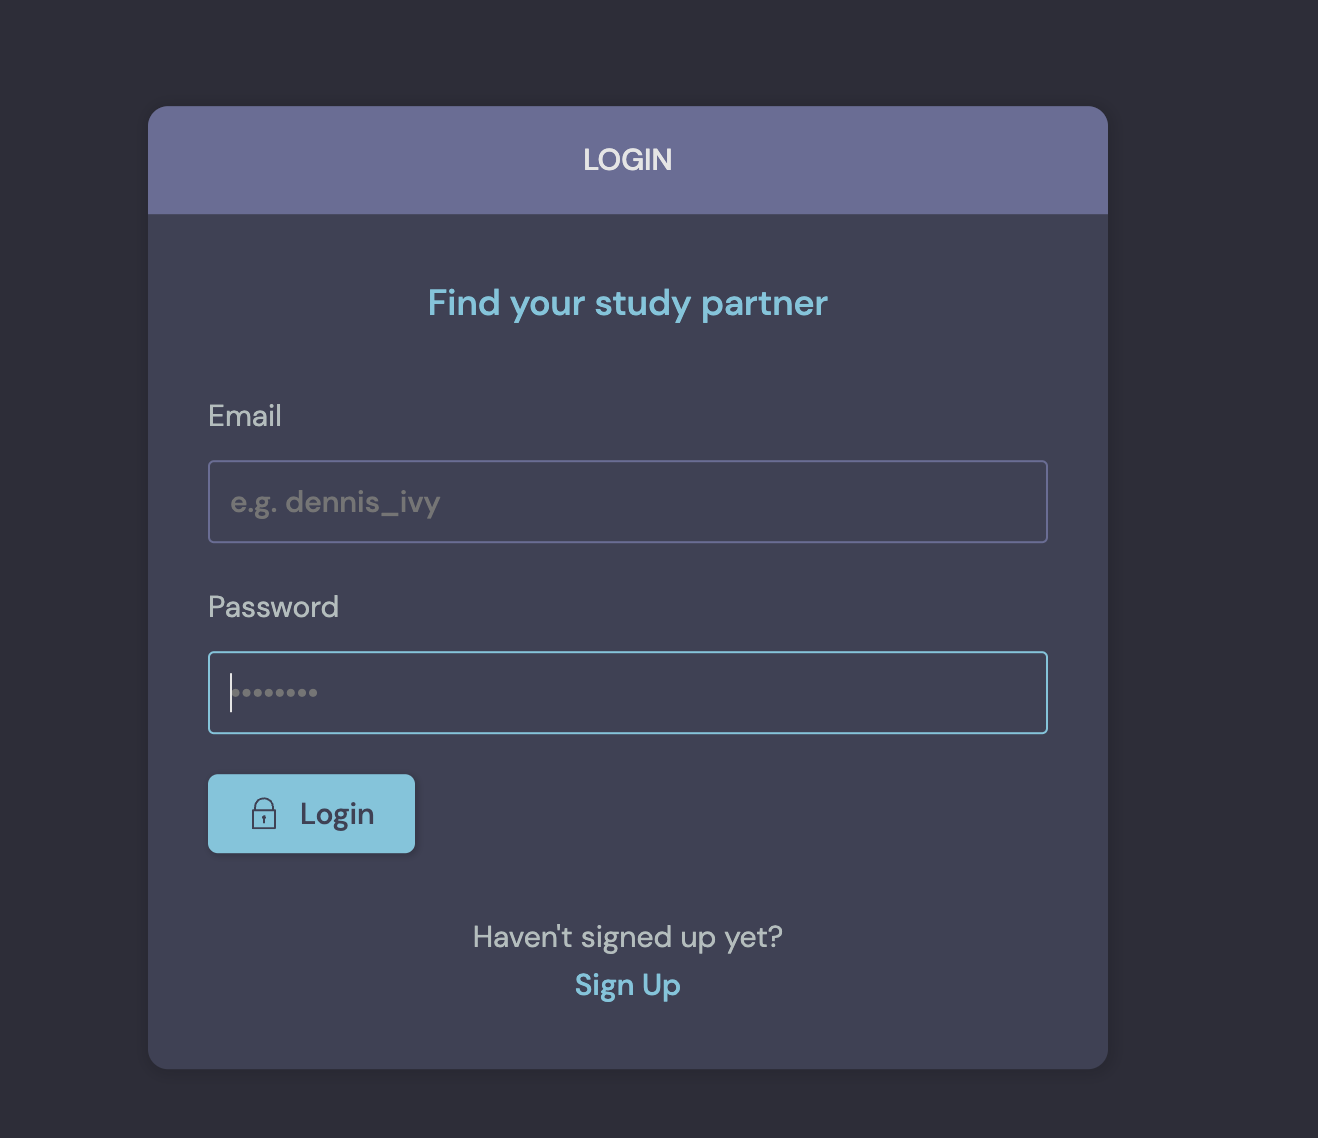 LOGIN
Find your study partner
Email
e.g. dennis_ivy
Password
••••••••
Login
Haven't signed up yet?
Sign Up